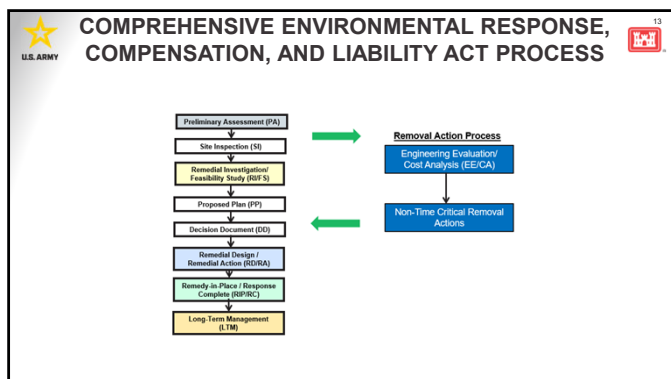 13
COMPREHENSIVE ENVIRONMENTAL RESPONSE,
COMPENSATION, AND LIABILITY ACT PROCESS
U.S. ARMY
Preliminary Assessment (PA)
Site Inspection (SI)
Remedial Investigation/
Feasibility Study (RI/FS)
Proposed Plan (PP)
Decision Document (DD)
Remedial Design /
Remedial Action (RD/RA)
Remedy-in-Place / Response
Complete (RIP/RC)
Long-Term Management
(LTM)
Removal Action Process
Engineering Evaluation/
Cost Analysis (EE/CA)
Non-Time Critical Removal
Actions